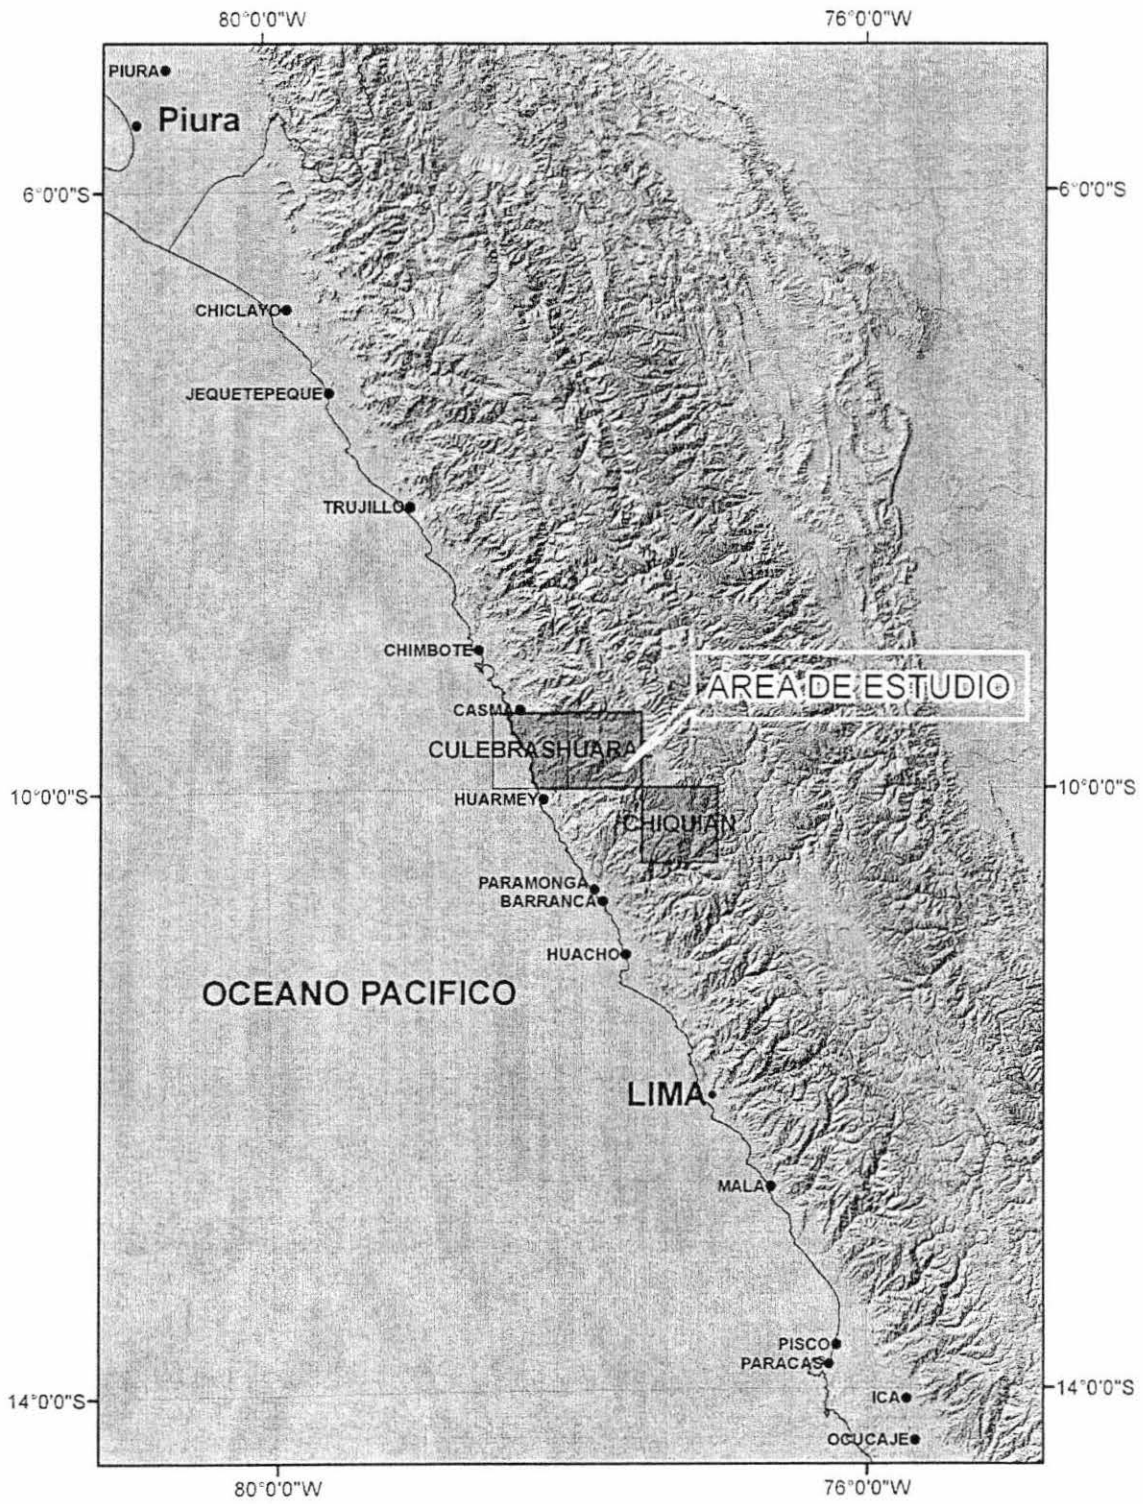 80°0'0"W
76°0'0"W
PIURA
Piura
6°0'0"S
6°0'0"S
CHICLAYO
JEQUETEPEQUE
TRUJILLO
CHIMBOTE
AREA DE ESTUDIO
CASMA
CULEBRAS
HUARA
10°0'0"S
10°0'0"S
HUARMEY
CHIQUIAN
PARAMONGA
BARRANCA
HUACHO
OCEANO PACIFICO
LIMA
MALA
PISCO
PARACAS
14°0'0"S
14°0'0"S
ICA
OCUCAJE
80°0'0"W
76°0'0"W